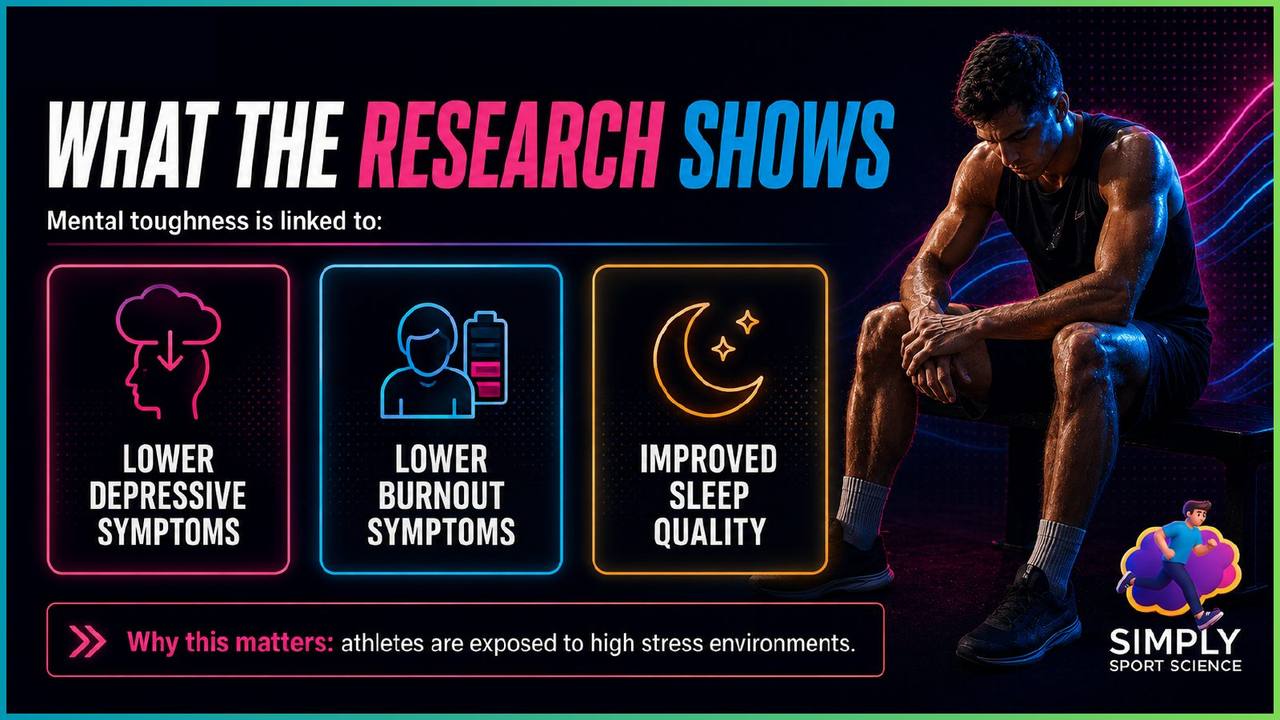 WHAT THE RESEARCH SHOWS
Mental toughness is linked to:
LOWER
DEPRESSIVE
SYMPTOMS
LOWER
BURNOUT
SYMPTOMS
IMPROVED
SLEEP
QUALITY
Why this matters: athletes are exposed to high stress environments.
SIMPLY
SPORT SCIENCE